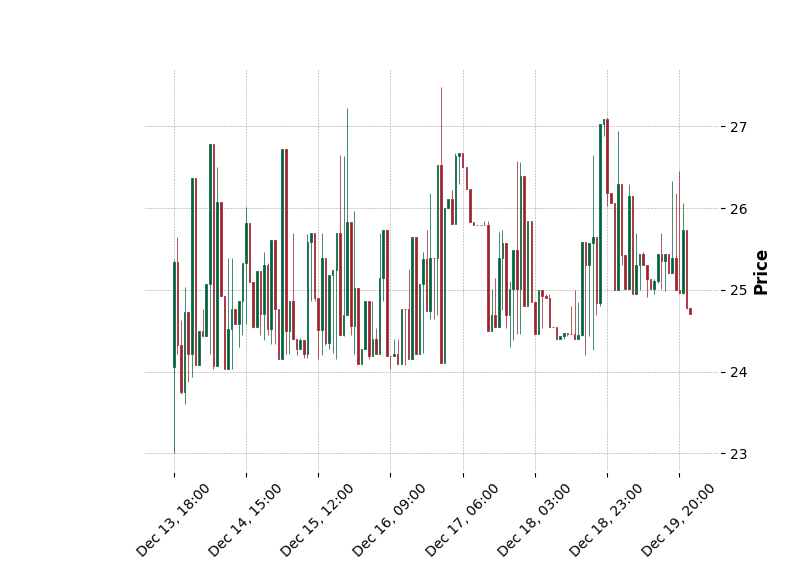 27
26
25
24
23
Price
Dec 13, 18:00
Dec 14, 15:00
Dec 15, 12:00
Dec 16, 09:00
Dec 17, 06:00
Dec 18, 03:00
Dec 18, 23:00
Dec 19, 20:00